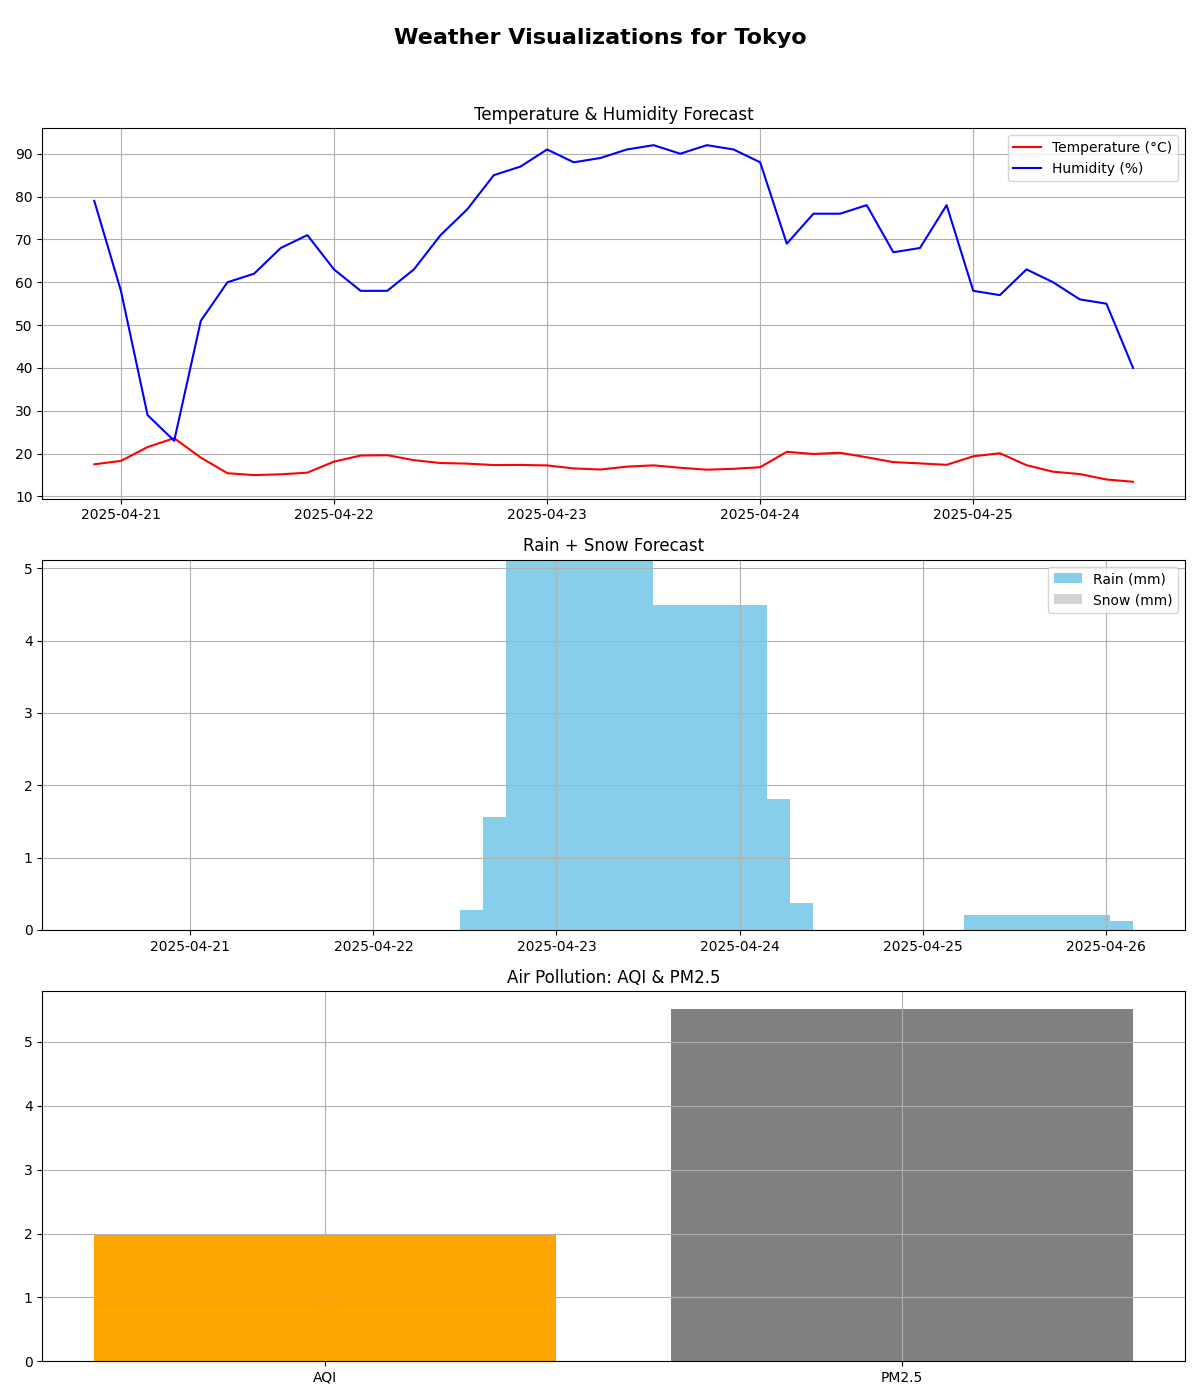 Weather Visualizations for Tokyo
Temperature & Humidity Forecast
90
80
70
60
50
40
30
20
10
Temperature (°C)
Humidity (%)
2025-04-21 2025-04-22 2025-04-23 2025-04-24 2025-04-25
Rain + Snow Forecast
5
4
3
2
1
0
Rain (mm)
Snow (mm)
2025-04-21 2025-04-22 2025-04-23 2025-04-24 2025-04-25 2025-04-26
Air Pollution: AQI & PM2.5
5
4
3
2
1
0
AQI PM2.5